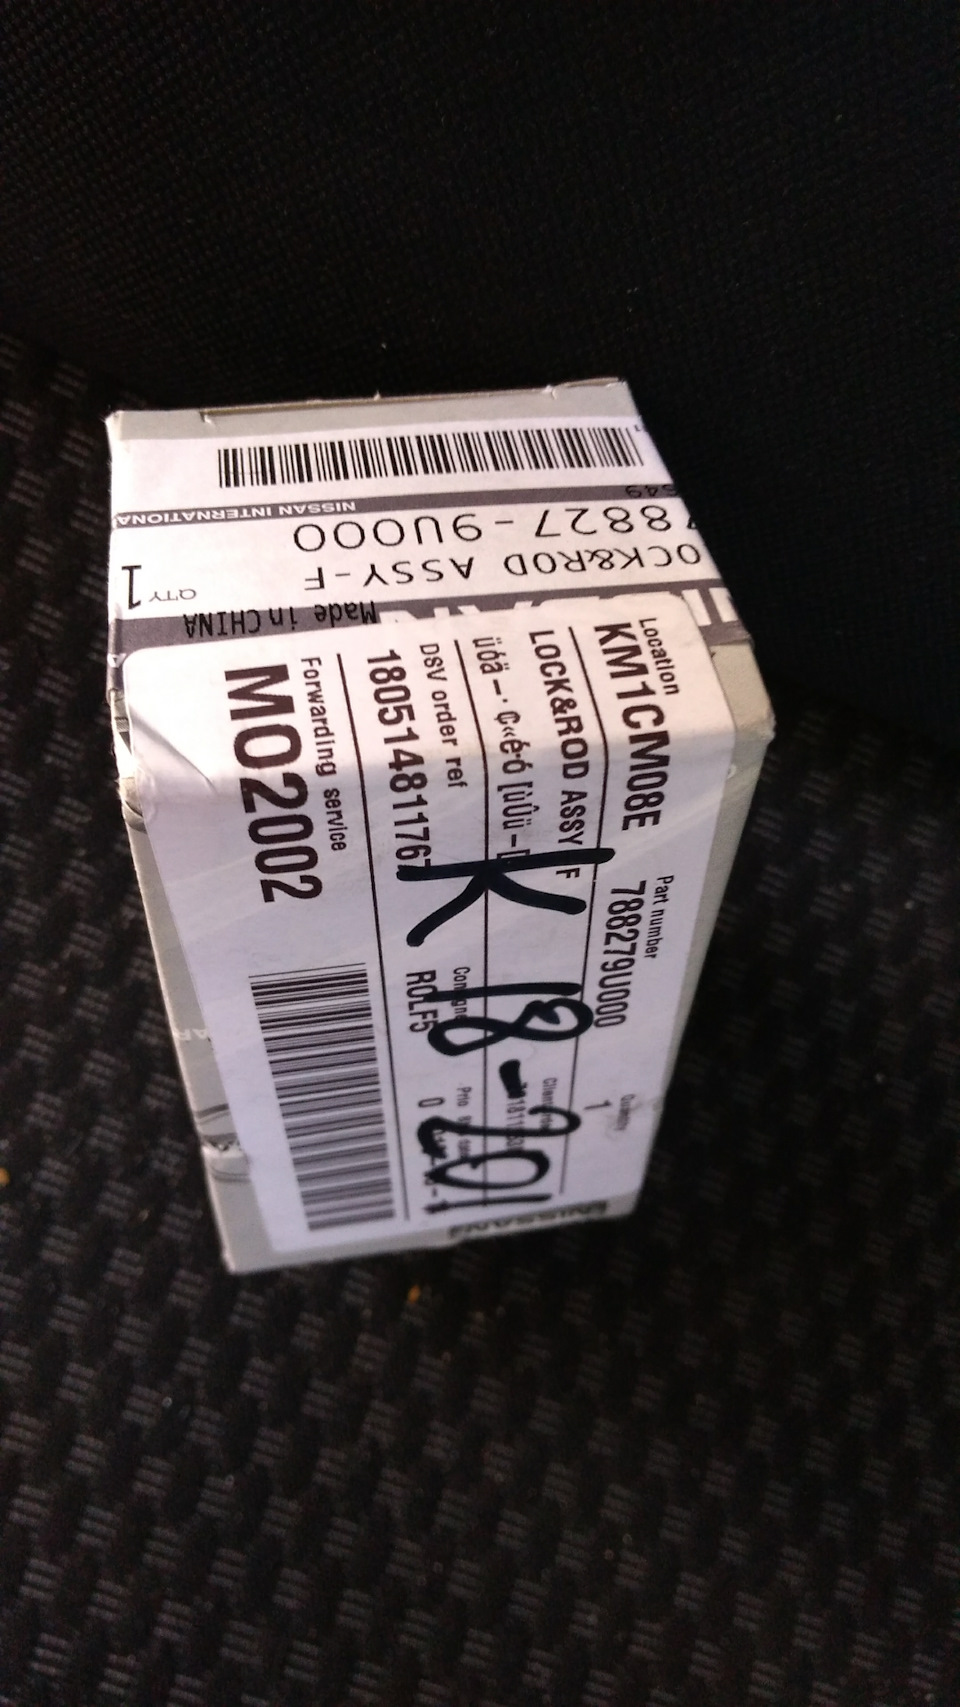 NISSAN INTERNATIONA
8827-9U000
OCK&ROD ASSY-F
QTY 1
Made in CHINA
Location
KM1CM08E
Part number
788279U000
Quantity
1
LOCK&ROD ASSY F
DSV order ref
18051481176
ROLF5
0
Forwarding service
MO2002
K 18-201
NISSAN